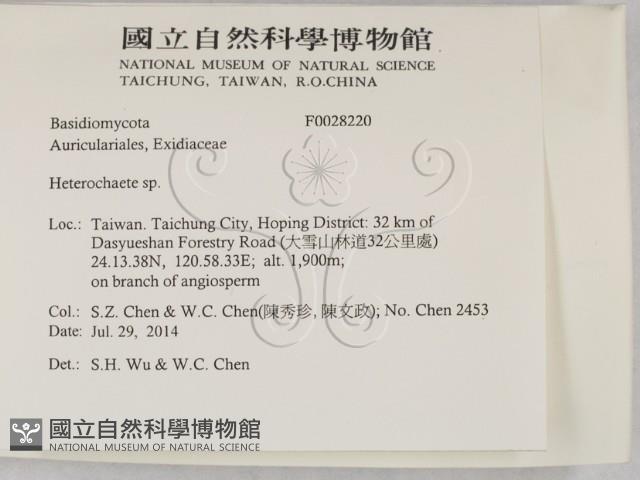 國立自然科學博物館
NATIONAL MUSEUM OF NATURAL SCIENCE
TAICHUNG, TAIWAN, R.O.CHINA
Basidiomycota F0028220
Auriculariales, Exidiaceae
Heterochaete sp.
Loc.: Taiwan. Taichung City, Hoping District: 32 km of
Dasyueshan Forestry Road (大雪山林道32公里處)
24.13.38N, 120.58.33E; alt. 1,900m;
on branch of angiosperm
Col.: S.Z. Chen & W.C. Chen(陳秀珍, 陳文政); No. Chen 2453
Date: Jul. 29, 2014
Det.: S.H. Wu & W.C. Chen
國立自然科學博物館
NATIONAL MUSEUM OF NATURAL SCIENCE